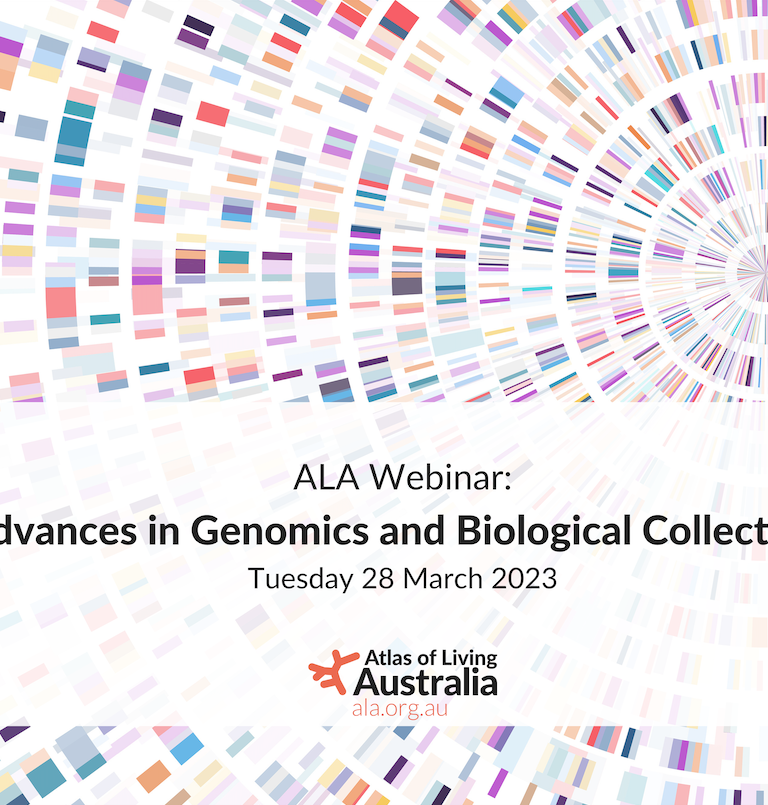 ALA Webinar:
dvances in Genomics and Biological Collect
Tuesday 28 March 2023
Atlas of Living
Australia
ala.org.au